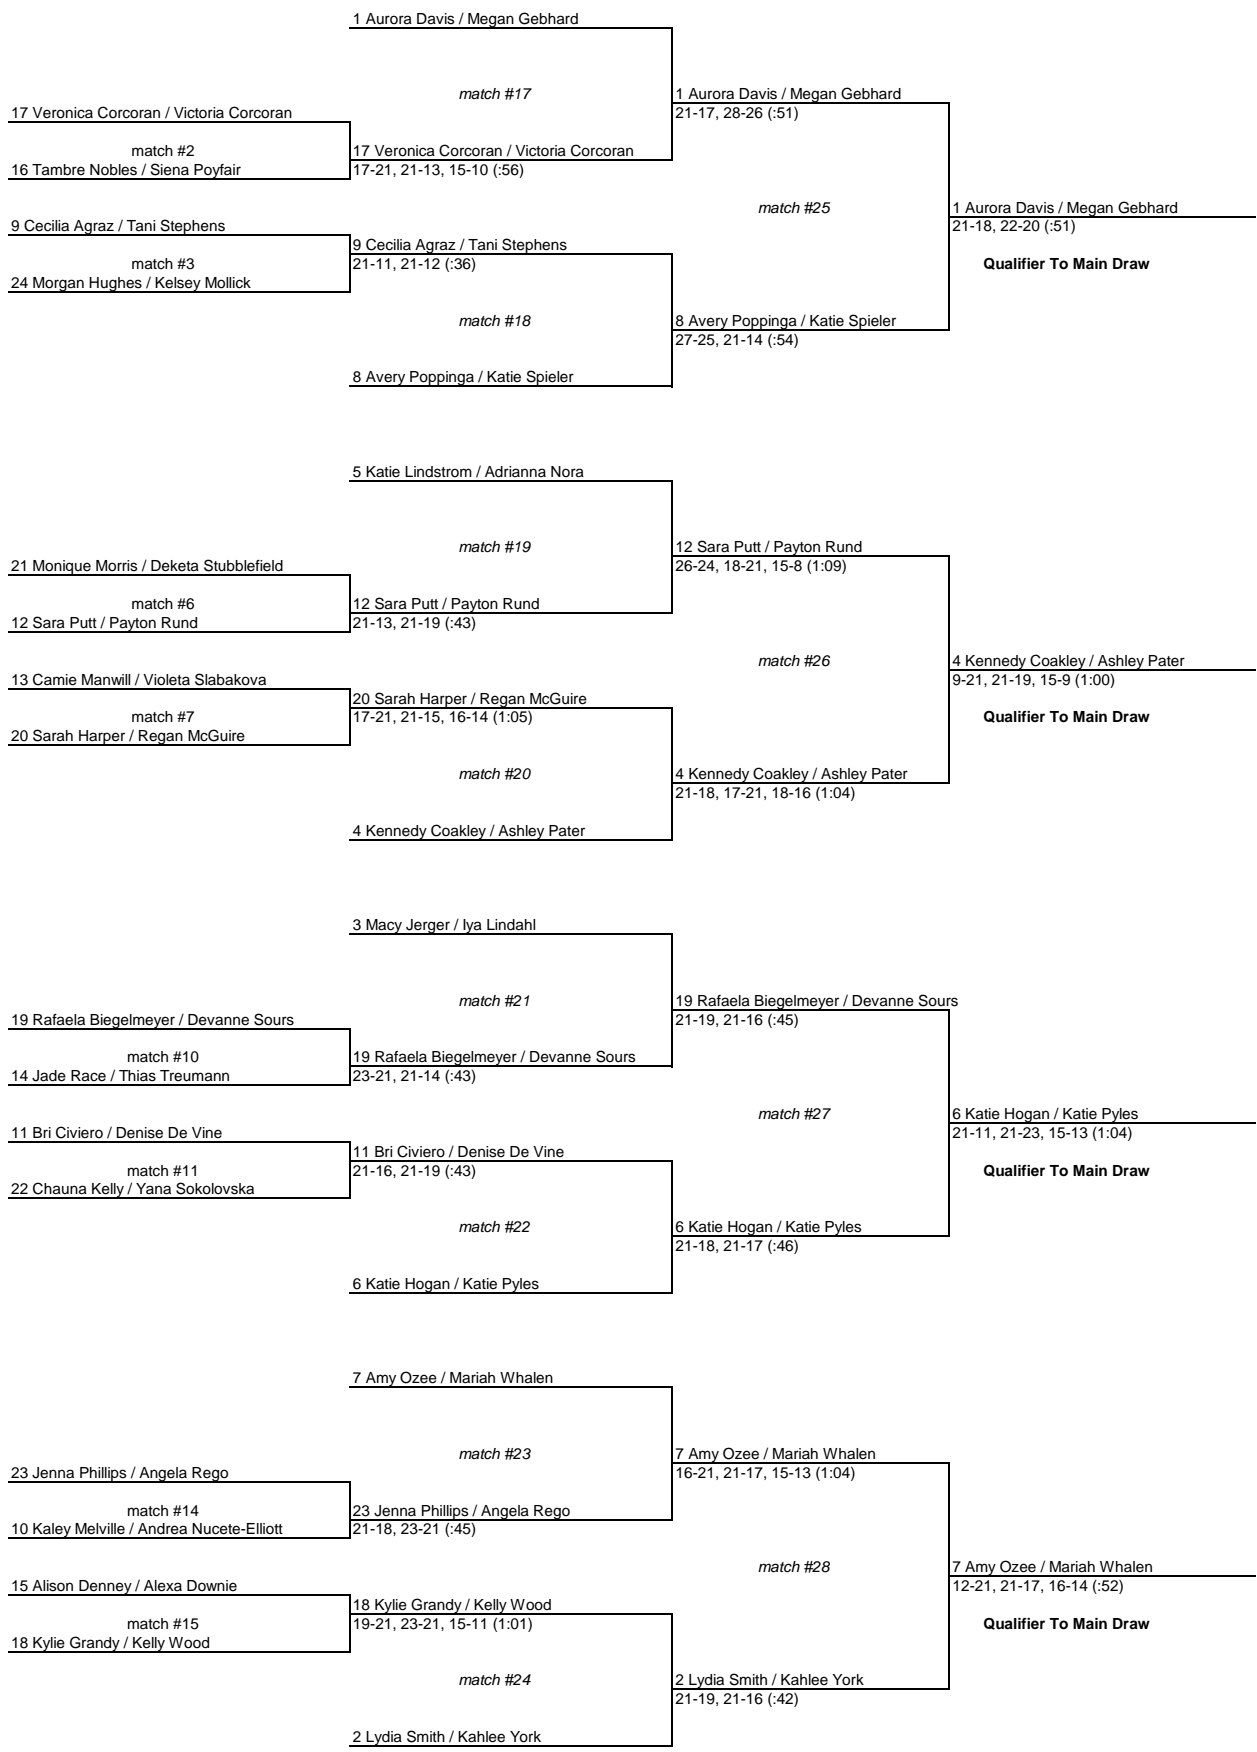 1 Aurora Davis / Megan Gebhard
match #17
1 Aurora Davis / Megan Gebhard
17 Veronica Corcoran / Victoria Corcoran
21-17, 28-26 (:51)
match #2
17 Veronica Corcoran / Victoria Corcoran
16 Tambre Nobles / Siena Poyfair
17-21, 21-13, 15-10 (:56)
match #25
1 Aurora Davis / Megan Gebhard
9 Cecilia Agraz / Tani Stephens
21-18, 22-20 (:51)
9 Cecilia Agraz / Tani Stephens
match #3
21-11, 21-12 (:36)
Qualifier To Main Draw
24 Morgan Hughes / Kelsey Mollick
match #18
8 Avery Poppinga / Katie Spieler
27-25, 21-14 (:54)
8 Avery Poppinga / Katie Spieler
5 Katie Lindstrom / Adrianna Nora
match #19
12 Sara Putt / Payton Rund
21 Monique Morris / Deketa Stubblefield
26-24, 18-21, 15-8 (1:09)
match #6
12 Sara Putt / Payton Rund
12 Sara Putt / Payton Rund
21-13, 21-19 (:43)
match #26
4 Kennedy Coakley / Ashley Pater
13 Camie Manwill / Violeta Slabakova
9-21, 21-19, 15-9 (1:00)
20 Sarah Harper / Regan McGuire
match #7
17-21, 21-15, 16-14 (1:05)
Qualifier To Main Draw
20 Sarah Harper / Regan McGuire
match #20
4 Kennedy Coakley / Ashley Pater
21-18, 17-21, 18-16 (1:04)
4 Kennedy Coakley / Ashley Pater
3 Macy Jerger / Iya Lindahl
match #21
19 Rafaela Biegelmeyer / Devanne Sours
19 Rafaela Biegelmeyer / Devanne Sours
21-19, 21-16 (:45)
match #10
19 Rafaela Biegelmeyer / Devanne Sours
14 Jade Race / Thias Treumann
23-21, 21-14 (:43)
match #27
6 Katie Hogan / Katie Pyles
11 Bri Civiero / Denise De Vine
21-11, 21-23, 15-13 (1:04)
11 Bri Civiero / Denise De Vine
match #11
21-16, 21-19 (:43)
Qualifier To Main Draw
22 Chauna Kelly / Yana Sokolovska
match #22
6 Katie Hogan / Katie Pyles
21-18, 21-17 (:46)
6 Katie Hogan / Katie Pyles
7 Amy Ozee / Mariah Whalen
match #23
7 Amy Ozee / Mariah Whalen
23 Jenna Phillips / Angela Rego
16-21, 21-17, 15-13 (1:04)
match #14
23 Jenna Phillips / Angela Rego
10 Kaley Melville / Andrea Nucete-Elliott
21-18, 23-21 (:45)
match #28
7 Amy Ozee / Mariah Whalen
15 Alison Denney / Alexa Downie
12-21, 21-17, 16-14 (:52)
18 Kylie Grandy / Kelly Wood
match #15
19-21, 23-21, 15-11 (1:01)
Qualifier To Main Draw
18 Kylie Grandy / Kelly Wood
match #24
2 Lydia Smith / Kahlee York
21-19, 21-16 (:42)
2 Lydia Smith / Kahlee York